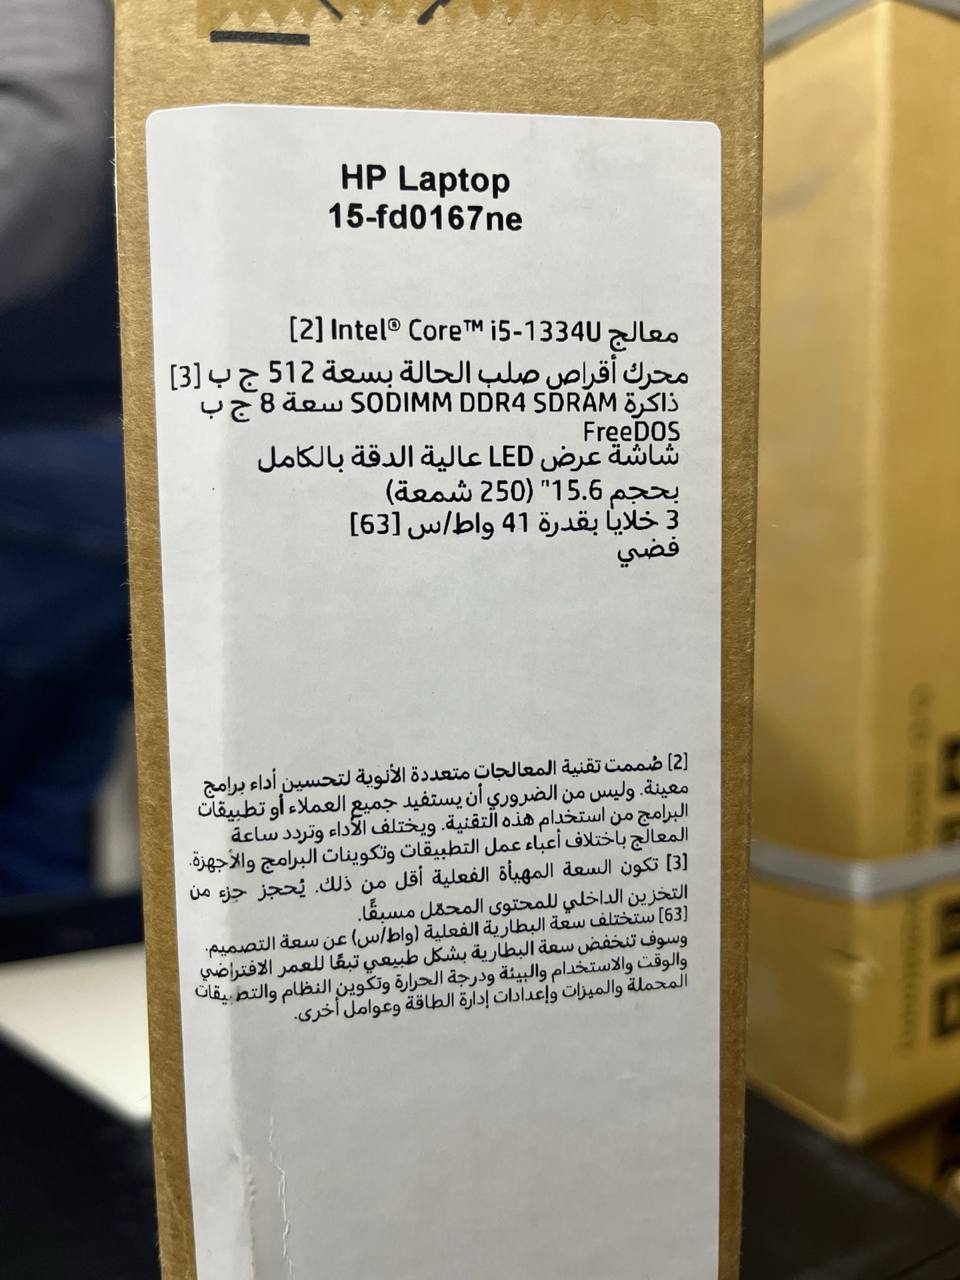 HP Laptop
15-fd0167ne
معالج Intel® Core™ i5-1334U [2]
محرك أقراص صلب الحالة بسعة 512 ج ب [3]
ذاكرة SODIMM DDR4 SDRAM سعة 8 ج ب
FreeDOS
شاشة عرض LED عالية الدقة بالكامل
بحجم 15.6" (250 شمعة)
3 خلايا بقدرة 41 واط/س [63]
فضي
[2] صُممت تقنية المعالجات متعددة الأنوية لتحسين أداء برامج
معينة. وليس من الضروري أن يستفيد جميع العملاء أو تطبيقات
البرامج من استخدام هذه التقنية. ويختلف الأداء وتردد ساعة
المعالج باختلاف أعباء عمل التطبيقات وتكوينات البرامج والأجهزة.
[3] تكون السعة المهيأة الفعلية أقل من ذلك. يُحجز جزء من
التخزين الداخلي للمحتوى المحمّل مسبقًا.
[63] ستختلف سعة البطارية الفعلية (واط/س) عن سعة التصميم.
وسوف تنخفض سعة البطارية بشكل طبيعي تبعًا للعمر الافتراضي
والوقت والاستخدام والبيئة ودرجة الحرارة وتكوين النظام والتطبيقات
المحملة والميزات وإعدادات إدارة الطاقة وعوامل أخرى.